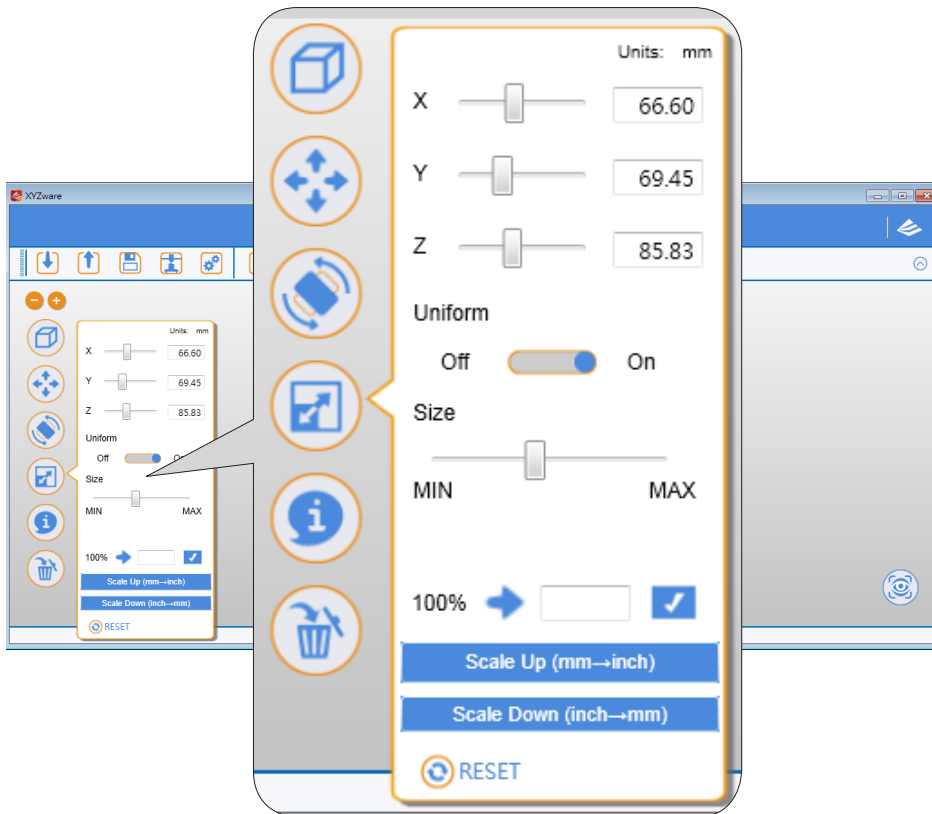 XYZware
Units: mm
X 66.60
Y 69.45
Z 85.83
Uniform
Off On
Size
MIN MAX
100%
Scale Up (mm→inch)
Scale Down (inch→mm)
RESET
Units: mm
X 66.60
Y 69.45
Z 85.83
Uniform
Off
Size
MIN MAX
100%
Scale Up (mm→inch)
Scale Down (inch→mm)
RESET